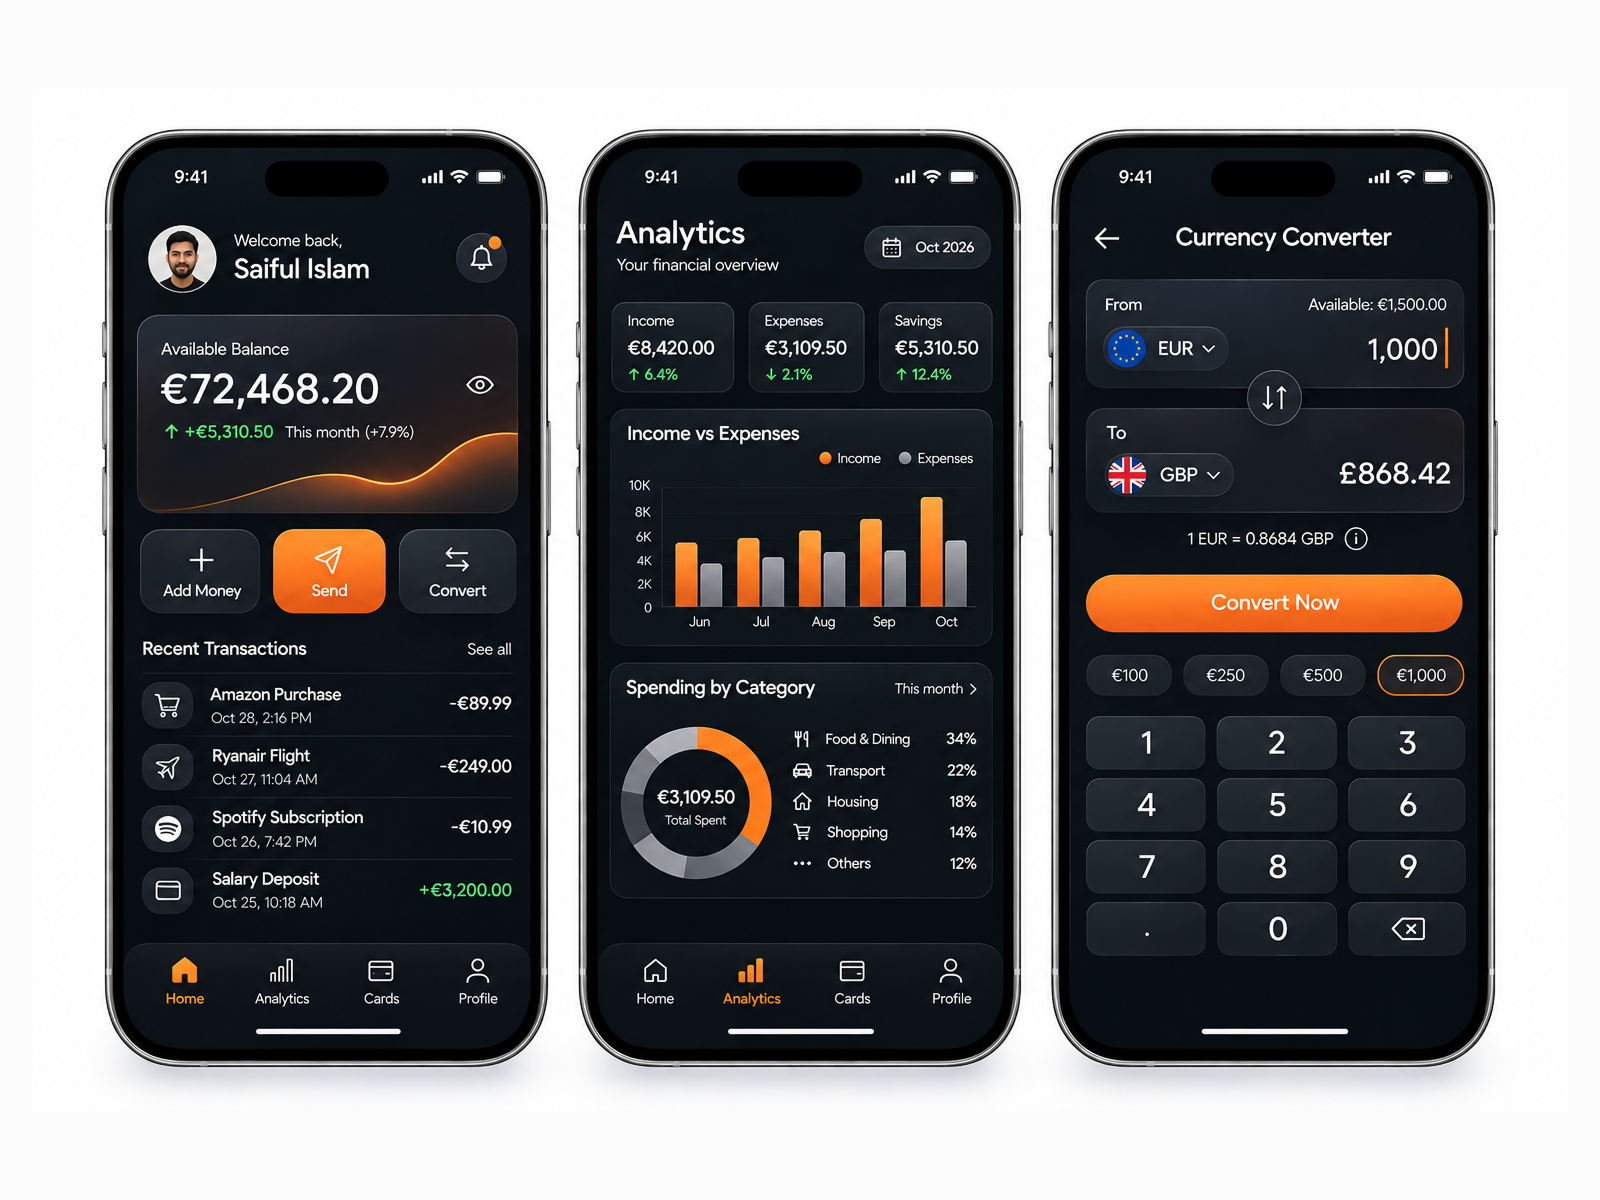 9:41
Welcome back,
Saiful Islam
Available Balance
€72,468.20
+€5,310.50 This month (+7.9%)
Add Money
Send
Convert
Recent Transactions
See all
Amazon Purchase
-€89.99
Oct 28, 2:16 PM
Ryanair Flight
-€249.00
Oct 27, 11:04 AM
Spotify Subscription
-€10.99
Oct 26, 7:42 PM
Salary Deposit
+€3,200.00
Oct 25, 10:18 AM
Home
Analytics
Cards
Profile
9:41
Analytics
Your financial overview
Oct 2026
Income
€8,420.00
6.4%
Expenses
€3,109.50
2.1%
Savings
€5,310.50
12.4%
Income vs Expenses
Income
Expenses
10K
8K
6K
4K
2K
0
Jun
Jul
Aug
Sep
Oct
Spending by Category
This month
€3,109.50
Total Spent
Food & Dining 34%
Transport 22%
Housing 18%
Shopping 14%
Others 12%
Home
Analytics
Cards
Profile
9:41
Currency Converter
From
Available: €1,500.00
EUR
1,000
To
GBP
£868.42
1 EUR = 0.8684 GBP
Convert Now
€100
€250
€500
€1,000
1
2
3
4
5
6
7
8
9
.
0